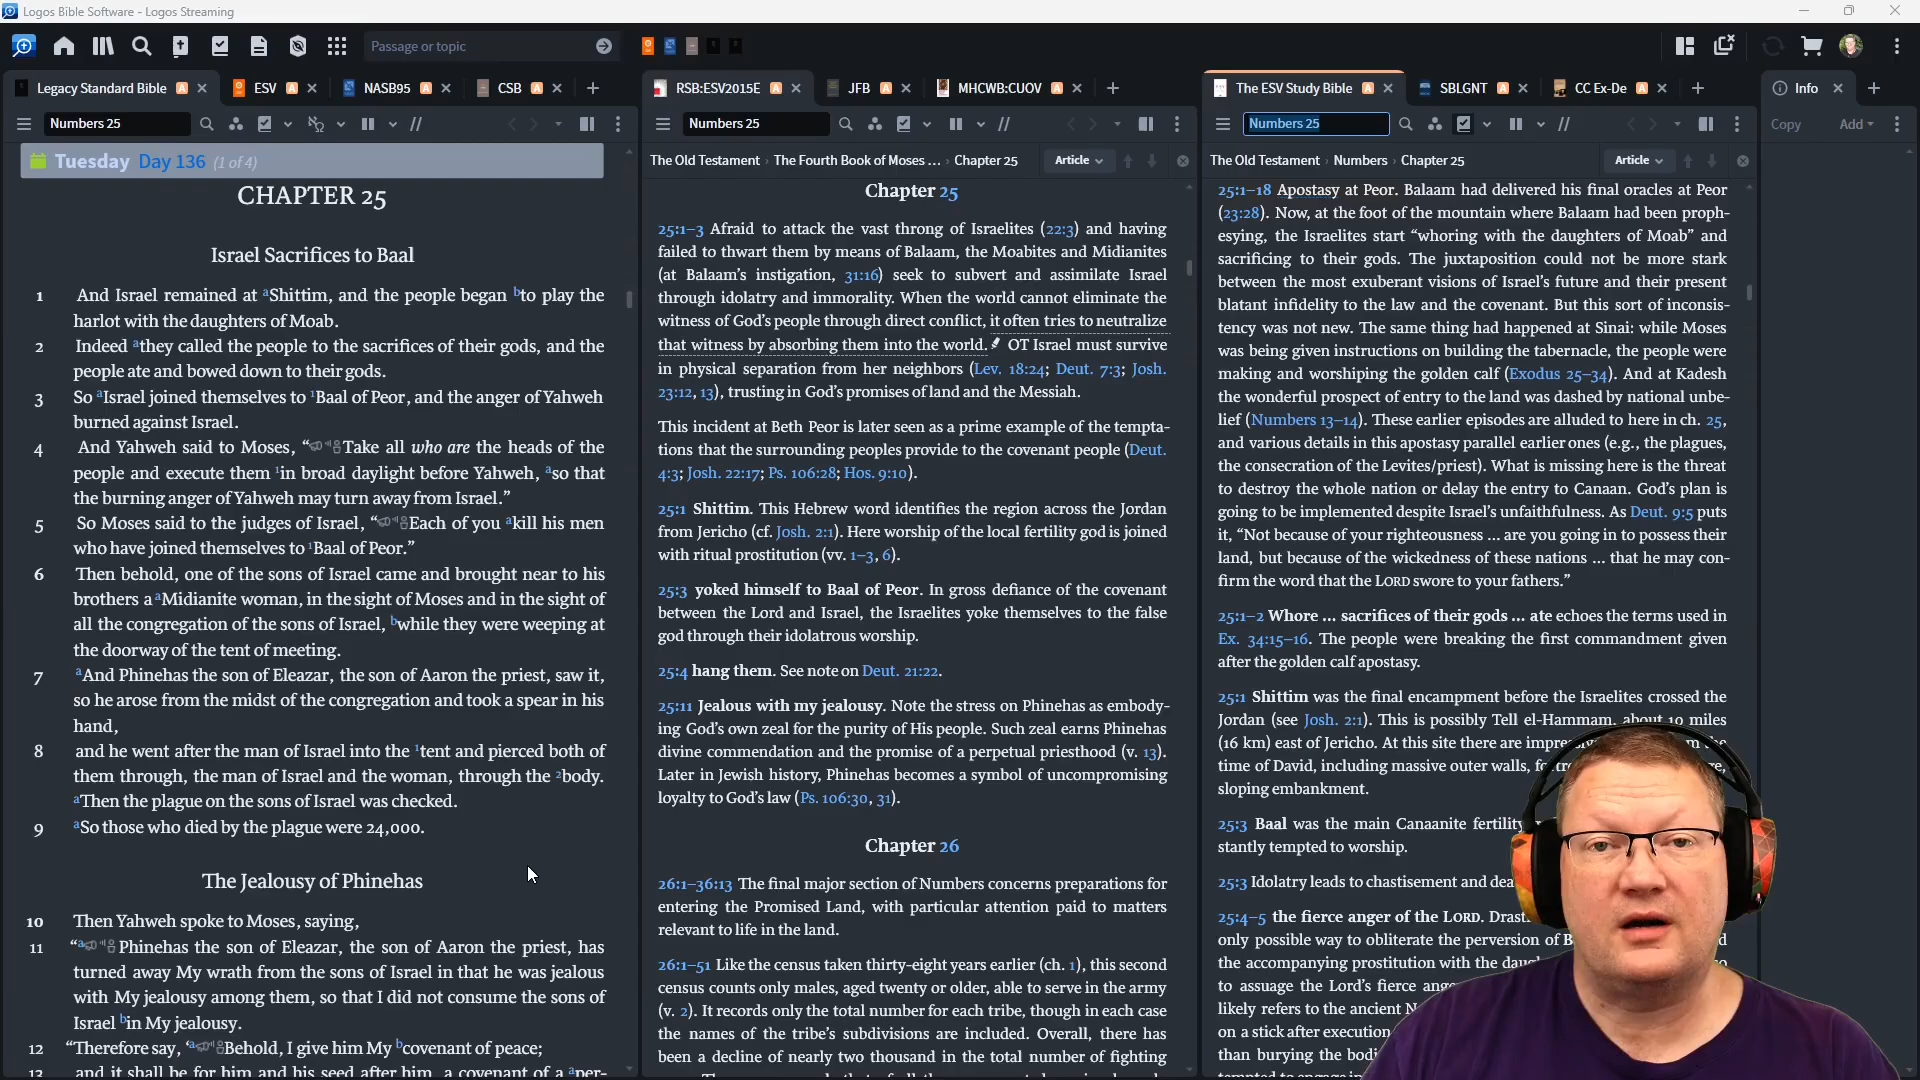 Logos Bible Software - Logos Streaming
Passage or topic
Legacy Standard Bible A
ESV A
NASB95 A
CSB A
Numbers 25
Tuesday Day 136 (1 of 4)
CHAPTER 25
Israel Sacrifices to Baal
1 And Israel remained at aShittim, and the people began bto play the
harlot with the daughters of Moab.
2 Indeed athey called the people to the sacrifices of their gods, and the
people ate and bowed down to their gods.
3 So aIsrael joined themselves to 1Baal of Peor, and the anger of Yahweh
burned against Israel.
4 And Yahweh said to Moses, “Take all who are the heads of the
people and execute them 1in broad daylight before Yahweh, aso that
the burning anger of Yahweh may turn away from Israel.”
5 So Moses said to the judges of Israel, “Each of you akill his men
who have joined themselves to 1Baal of Peor.”
6 Then behold, one of the sons of Israel came and brought near to his
brothers a aMidianite woman, in the sight of Moses and in the sight of
all the congregation of the sons of Israel, bwhile they were weeping at
the doorway of the tent of meeting.
7 aAnd Phinehas the son of Eleazar, the son of Aaron the priest, saw it,
so he arose from the midst of the congregation and took a spear in his
hand,
8 and he went after the man of Israel into the 1tent and pierced both of
them through, the man of Israel and the woman, through the 2body.
aThen the plague on the sons of Israel was checked.
9 aSo those who died by the plague were 24,000.
The Jealousy of Phinehas
10 Then Yahweh spoke to Moses, saying,
11 “aPhinehas the son of Eleazar, the son of Aaron the priest, has
turned away My wrath from the sons of Israel in that he was jealous
with My jealousy among them, so that I did not consume the sons of
Israel bin My jealousy.
12 “Therefore say, ‘aBehold, I give him My bcovenant of peace;
13 and it shall be for him and his seed after him, a covenant of a aper-
RSB:ESV2015E A
JFB A
MHCWB:CUOV A
Numbers 25
The Old Testament › The Fourth Book of Moses ... › Chapter 25
Article
Chapter 25
25:1–3 Afraid to attack the vast throng of Israelites (22:3) and having
failed to thwart them by means of Balaam, the Moabites and Midianites
(at Balaam’s instigation, 31:16) seek to subvert and assimilate Israel
through idolatry and immorality. When the world cannot eliminate the
witness of God’s people through direct conflict, it often tries to neutralize
that witness by absorbing them into the world. OT Israel must survive
in physical separation from her neighbors (Lev. 18:24; Deut. 7:3; Josh.
23:12, 13), trusting in God’s promises of land and the Messiah.
This incident at Beth Peor is later seen as a prime example of the tempta-
tions that the surrounding peoples provide to the covenant people (Deut.
4:3; Josh. 22:17; Ps. 106:28; Hos. 9:10).
25:1 Shittim. This Hebrew word identifies the region across the Jordan
from Jericho (cf. Josh. 2:1). Here worship of the local fertility god is joined
with ritual prostitution (vv. 1–3, 6).
25:3 yoked himself to Baal of Peor. In gross defiance of the covenant
between the Lord and Israel, the Israelites yoke themselves to the false
god through their idolatrous worship.
25:4 hang them. See note on Deut. 21:22.
25:11 Jealous with my jealousy. Note the stress on Phinehas as embody-
ing God’s own zeal for the purity of His people. Such zeal earns Phinehas
divine commendation and the promise of a perpetual priesthood (v. 13).
Later in Jewish history, Phinehas becomes a symbol of uncompromising
loyalty to God’s law (Ps. 106:30, 31).
Chapter 26
26:1–36:13 The final major section of Numbers concerns preparations for
entering the Promised Land, with particular attention paid to matters
relevant to life in the land.
26:1–51 Like the census taken thirty-eight years earlier (ch. 1), this second
census counts only males, aged twenty or older, able to serve in the army
(v. 2). It records only the total number for each tribe, though in each case
the names of the tribe’s subdivisions are included. Overall, there has
been a decline of nearly two thousand in the total number of fighting
The ESV Study Bible A
SBLGNT A
CC Ex-De A
Numbers 25
The Old Testament › Numbers › Chapter 25
Article
25:1–18 Apostasy at Peor. Balaam had delivered his final oracles at Peor
(23:28). Now, at the foot of the mountain where Balaam had been proph-
esying, the Israelites start “whoring with the daughters of Moab” and
sacrificing to their gods. The juxtaposition could not be more stark
between the most exuberant visions of Israel’s future and their present
blatant infidelity to the law and the covenant. But this sort of inconsis-
tency was not new. The same thing had happened at Sinai: while Moses
was being given instructions on building the tabernacle, the people were
making and worshiping the golden calf (Exodus 25–34). And at Kadesh
the wonderful prospect of entry to the land was dashed by national unbe-
lief (Numbers 13–14). These earlier episodes are alluded to here in ch. 25,
and various details in this apostasy parallel earlier ones (e.g., the plagues,
the consecration of the Levites/priest). What is missing here is the threat
to destroy the whole nation or delay the entry to Canaan. God’s plan is
going to be implemented despite Israel’s unfaithfulness. As Deut. 9:5 puts
it, “Not because of your righteousness ... are you going in to possess their
land, but because of the wickedness of these nations ... that he may con-
firm the word that the LORD swore to your fathers.”
25:1–2 Whore ... sacrifices of their gods ... ate echoes the terms used in
Ex. 34:15–16. The people were breaking the first commandment given
after the golden calf apostasy.
25:1 Shittim was the final encampment before the Israelites crossed the
Jordan (see Josh. 2:1). This is possibly Tell el-Hammam, about 10 miles
(16 km) east of Jericho. At this site there are the
time of David, including massive outer walls,
sloping embankment.
25:3 Baal was the main Canaanite fertility
stantly tempted to worship.
25:3 Idolatry leads to chastisement and
25:4–5 the fierce anger of the LORD.
only possible way to obliterate the perversion of
the accompanying prostitution with the
to assuage the Lord’s fierce
likely refers to the ancient
on a stick after execution
than burying the
Info
Copy
Add